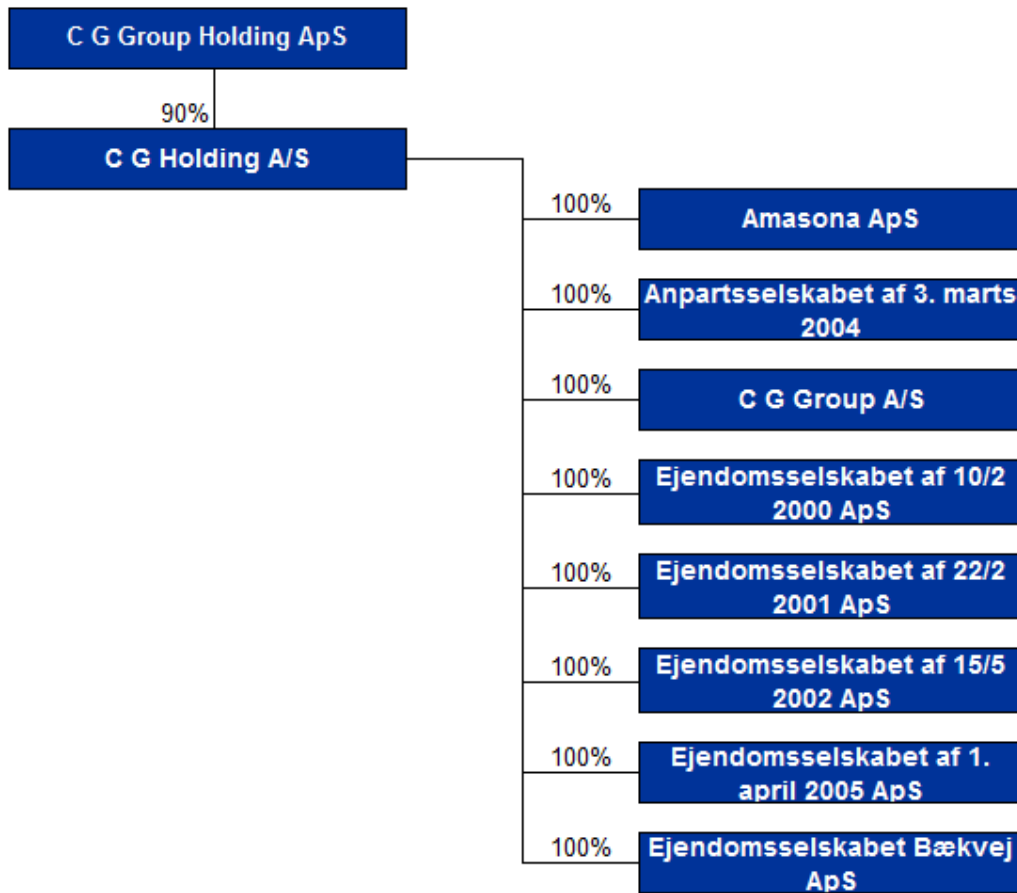 C G Group Holding ApS
90%
C G Holding A/S
100%
Amasona ApS
100%
Anpartsselskabet af 3. marts
2004
100%
C G Group A/S
100%
Ejendomsselskabet af 10/2
2000 ApS
100%
Ejendomsselskabet af 22/2
2001 ApS
100%
Ejendomsselskabet af 15/5
2002 ApS
100%
Ejendomsselskabet af 1.
april 2005 ApS
100%
Ejendomsselskabet Bækvej
ApS